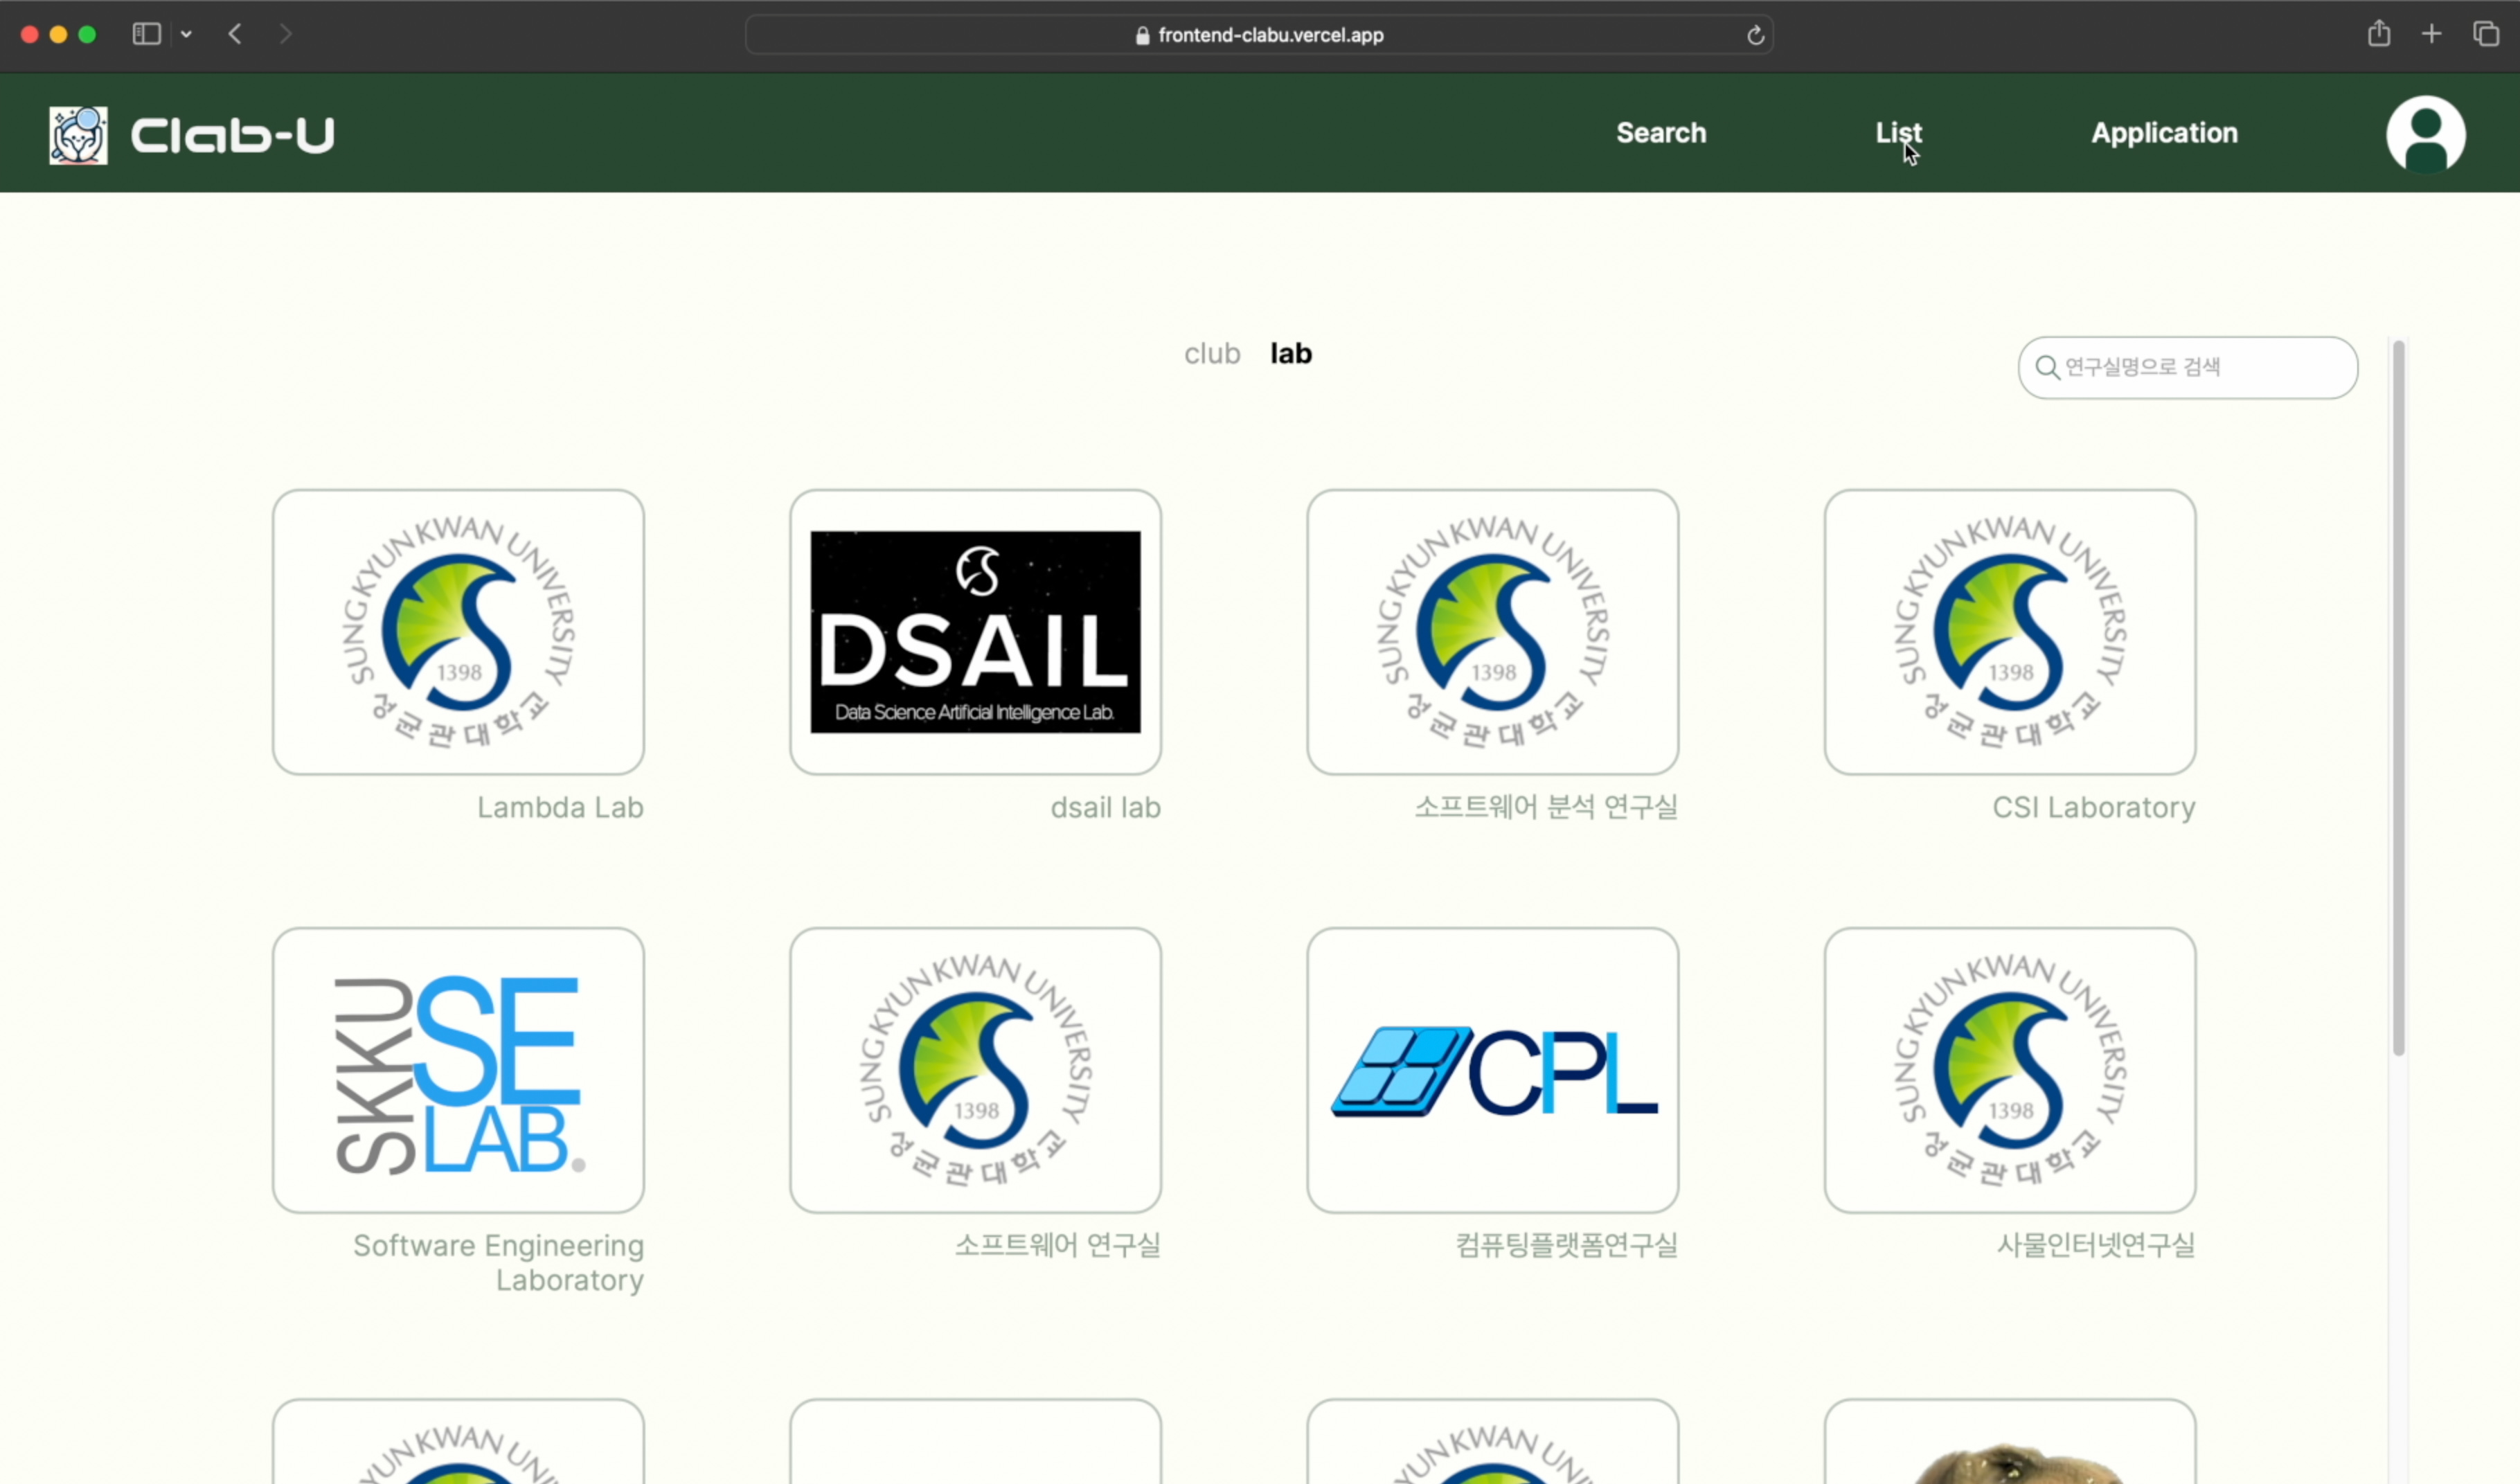 frontend-clabu.vercel.app
Clab-U
Search
List
Application
club
lab
연구실명으로 검색
SUNGKYUNKWAN UNIVERSITY
1398
성균관대학교
DSAIL
Data Science Artificial Intelligence Lab.
SUNGKYUNKWAN UNIVERSITY
1398
성균관대학교
SUNGKYUNKWAN UNIVERSITY
1398
성균관대학교
Lambda Lab
dsail lab
소프트웨어 분석 연구실
CSI Laboratory
SKKU
SE
LAB.
SUNGKYUNKWAN UNIVERSITY
1398
성균관대학교
CPL
SUNGKYUNKWAN UNIVERSITY
1398
성균관대학교
Software Engineering
Laboratory
소프트웨어 연구실
컴퓨팅플랫폼연구실
사물인터넷연구실
YUNKWAN UN
YUNKWAN UN